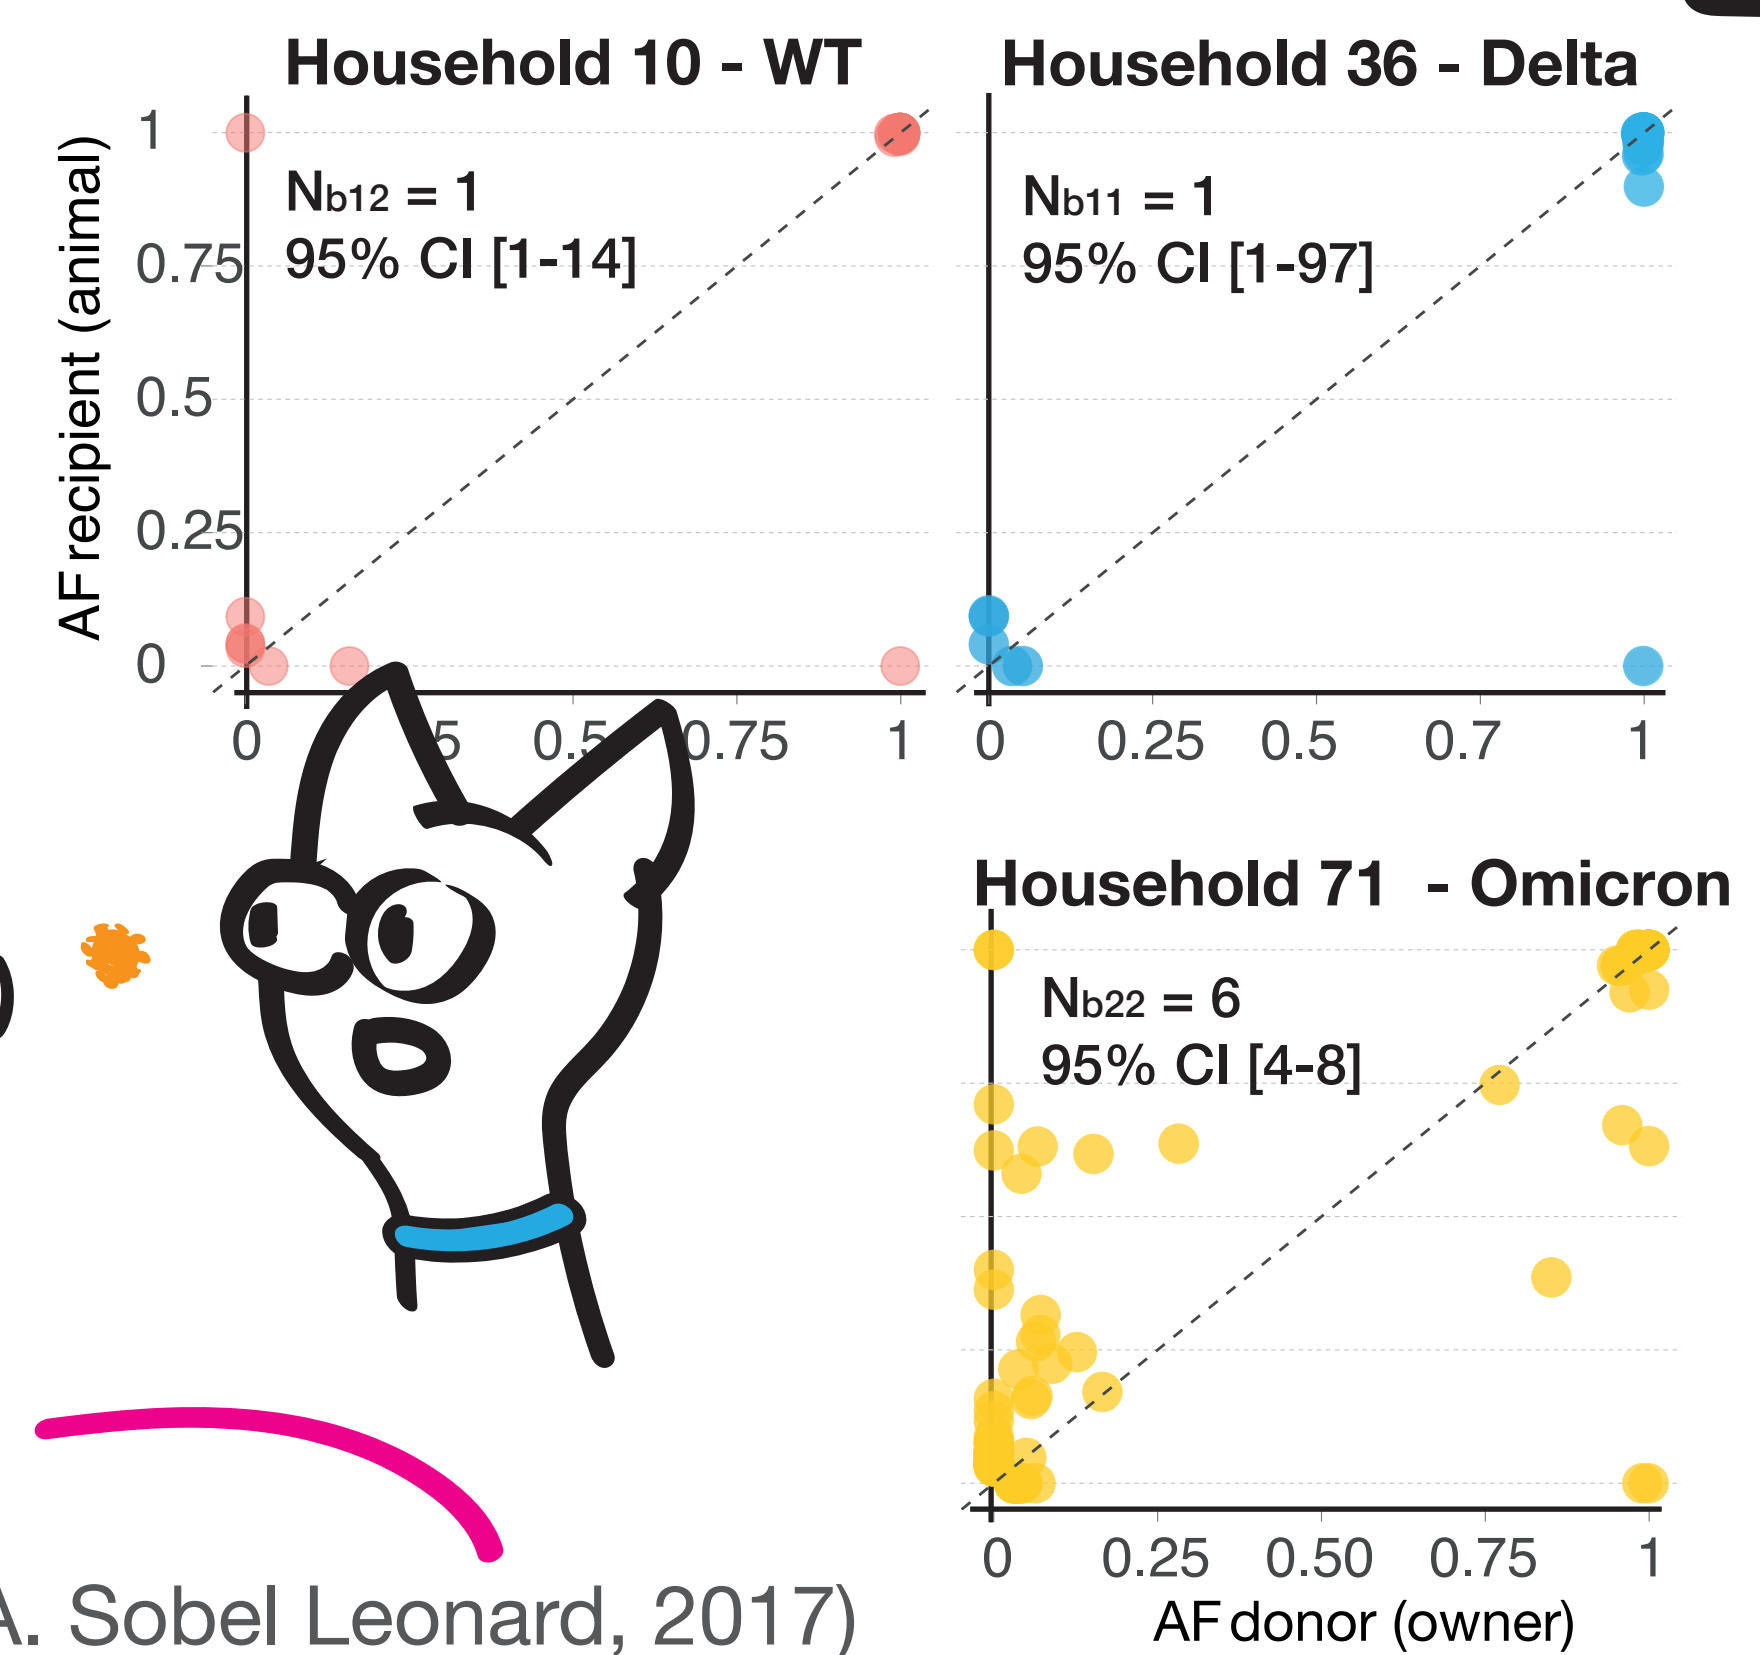 Household 10 - WT
Household 36 - Delta
AF recipient (animal)
1
0.75
0.5
0.25
0
Nb12 = 1
95% CI [1-14]
Nb11 = 1
95% CI [1-97]
0 5 0.5 0.75 1
0 0.25 0.5 0.7 1
Household 71 - Omicron
Nb22 = 6
95% CI [4-8]
0 0.25 0.50 0.75 1
AF donor (owner)
A. Sobel Leonard, 2017)